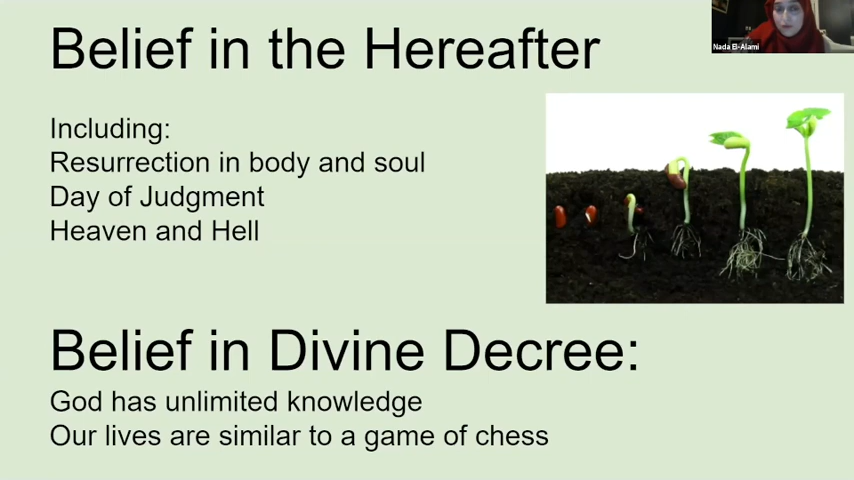 Belief in the Hereafter
Nada El-Alami
Including:
Resurrection in body and soul
Day of Judgment
Heaven and Hell
Belief in Divine Decree:
God has unlimited knowledge
Our lives are similar to a game of chess